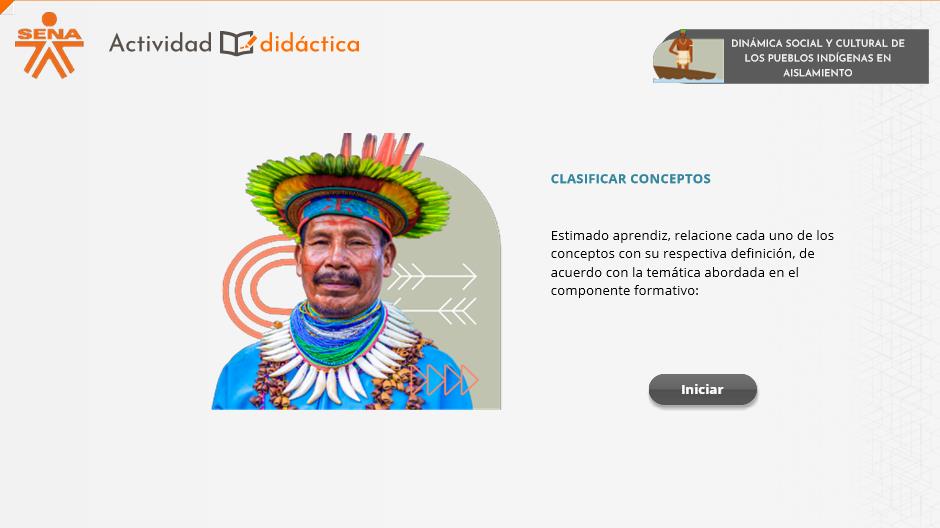 SENA
Actividad didáctica
DINÁMICA SOCIAL Y CULTURAL DE
LOS PUEBLOS INDÍGENAS EN
AISLAMIENTO
CLASIFICAR CONCEPTOS
Estimado aprendiz, relacione cada uno de los
conceptos con su respectiva definición, de
acuerdo con la temática abordada en el
componente formativo:
Iniciar